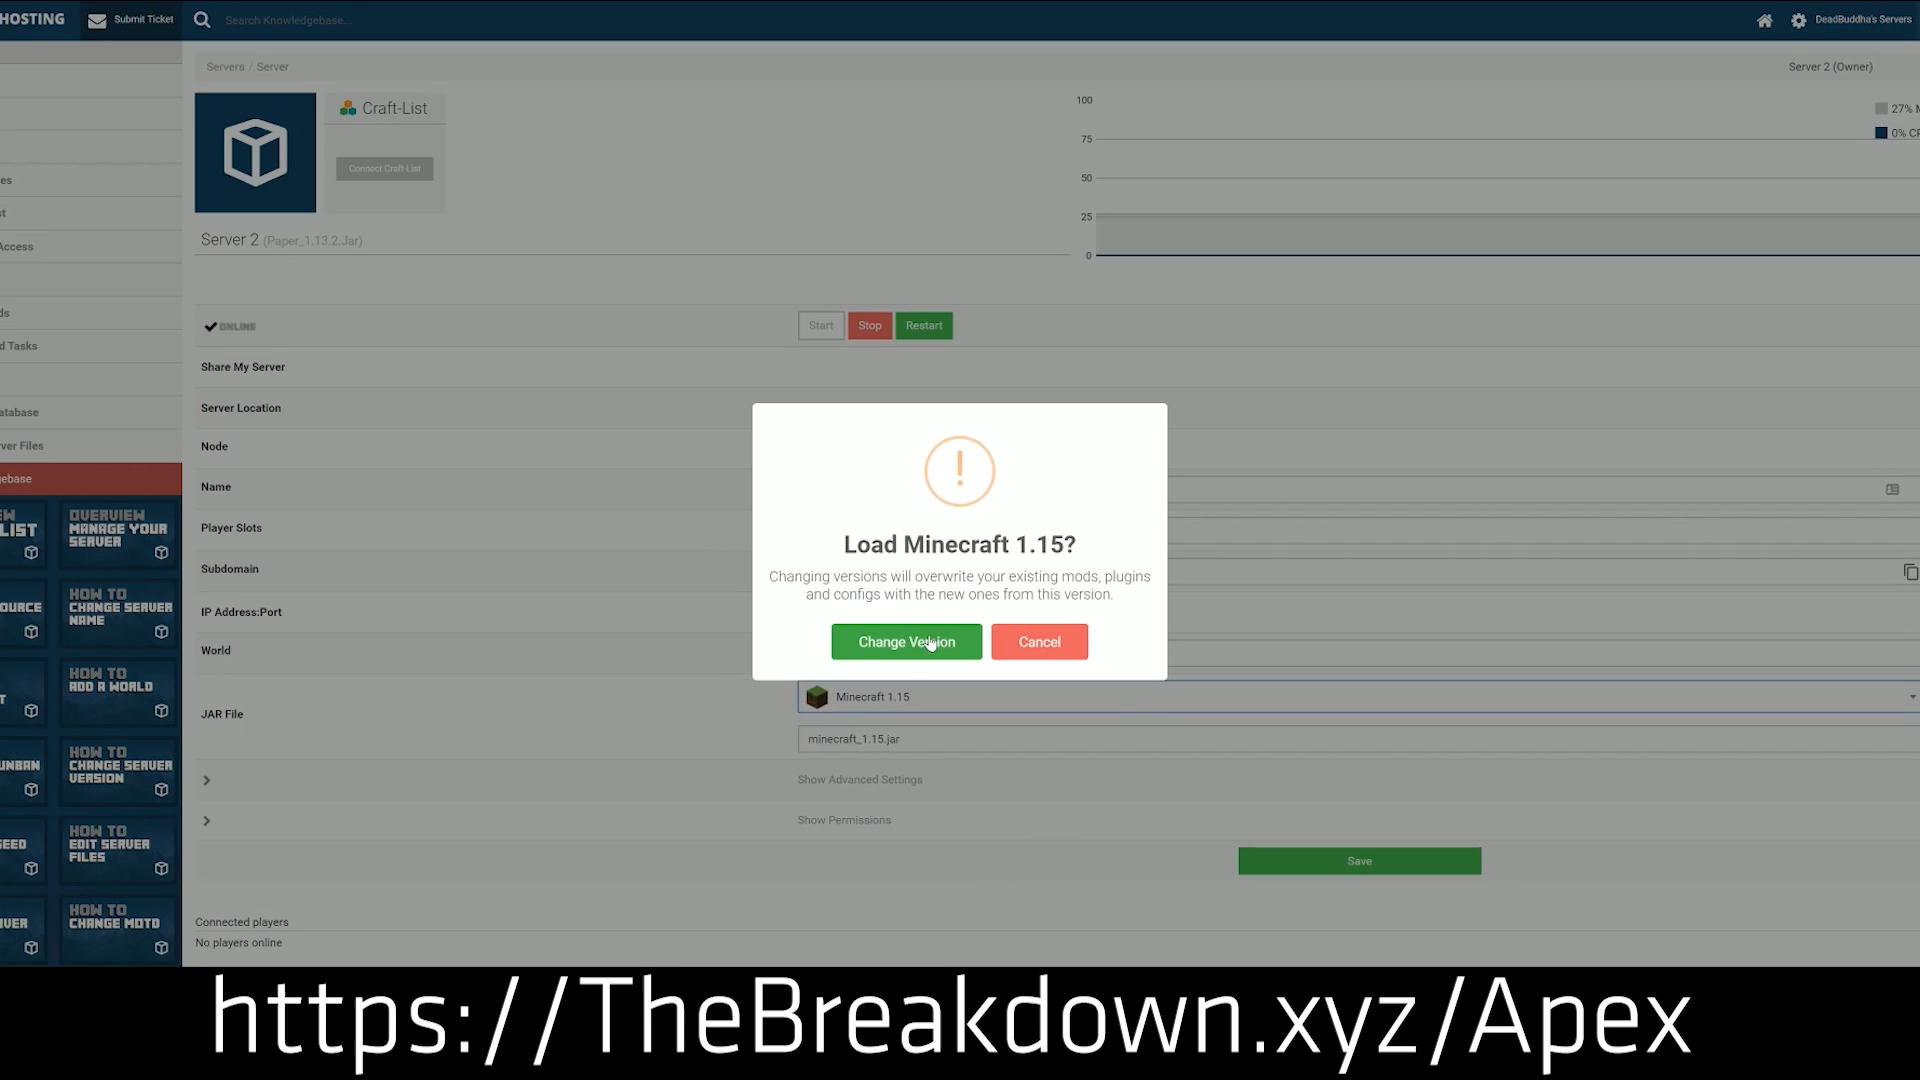 HOSTING
Submit Ticket
Search Knowledgebase...
DeadBuddha's Servers
Servers / Server
Server 2 (Owner)
Craft-List
Connect Craft List
100
75
50
25
0
27% M
0% CP
Server 2 (Paper_1.13.2.Jar)
es
st
Access
ds
d Tasks
atabase
ver Files
gebase
ONLINE
Start
Stop
Restart
Share My Server
Server Location
Node
Name
Player Slots
Subdomain
IP Address:Port
World
JAR File
Load Minecraft 1.15?
Changing versions will overwrite your existing mods, plugins
and configs with the new ones from this version.
Change Version
Cancel
Minecraft 1.15
minecraft_1.15.jar
Show Advanced Settings
Show Permissions
Save
EW
LIST
OVERVIEW
MANAGE YOUR
SERVER
OURCE
HOW TO
CHANGE SERVER
NAME
T
HOW TO
ADD A WORLD
UNBAN
HOW TO
CHANGE SERVER
VERSION
SEED
HOW TO
EDIT SERVER
FILES
RVER
HOW TO
CHANGE MOTD
Connected players
No players online
https://TheBreakdown.xyz/Apex